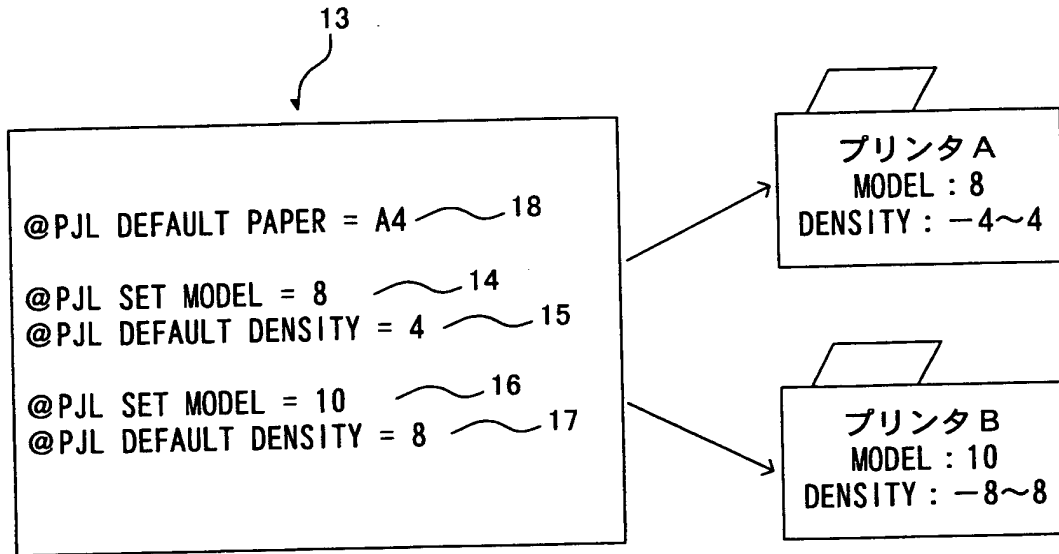 13
@PJL DEFAULT PAPER = A4 18
@PJL SET MODEL = 8 14
@PJL DEFAULT DENSITY = 4 15
@PJL SET MODEL = 10 16
@PJL DEFAULT DENSITY = 8 17
プリンタA
MODEL : 8
DENSITY : −4〜4
プリンタB
MODEL : 10
DENSITY : −8〜8